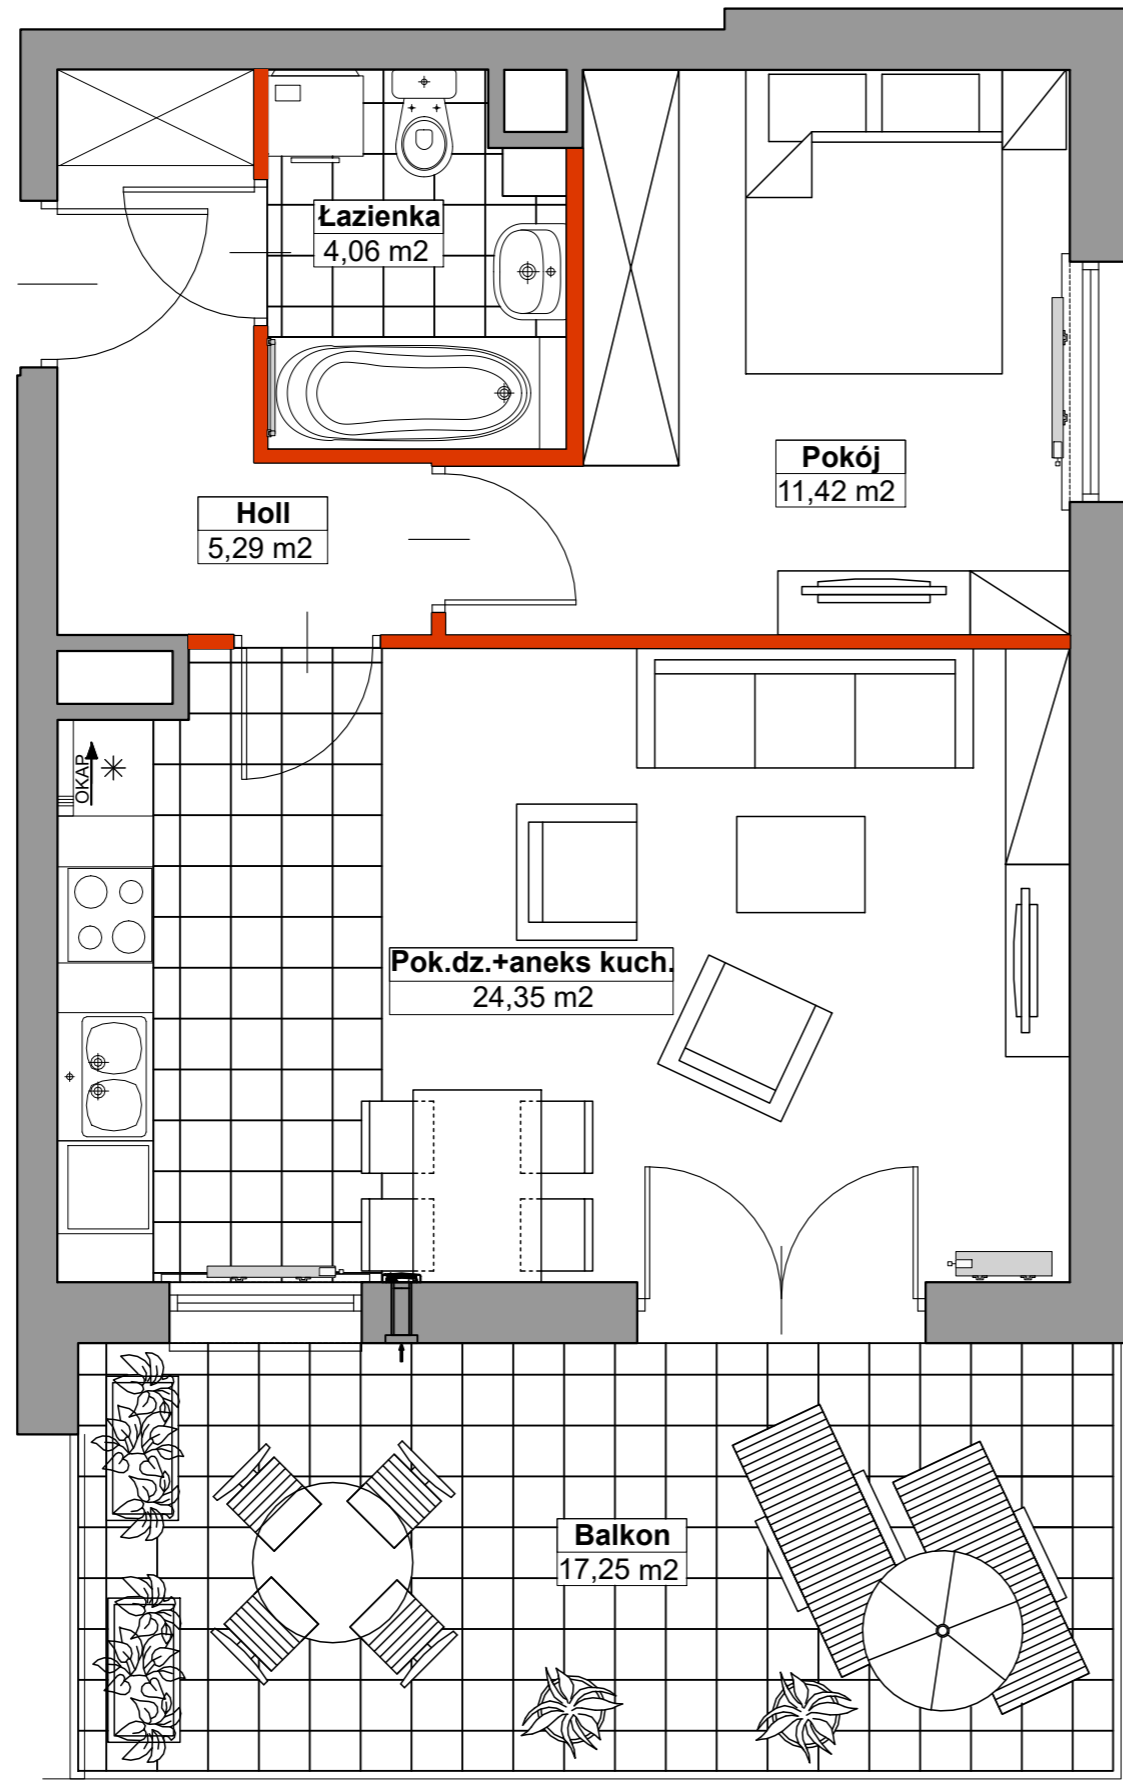 Łazienka
4,06 m2
Pokój
11,42 m2
Holl
5,29 m2
OKAP
Pok.dz.+aneks kuch.
24,35 m2
Balkon
17,25 m2